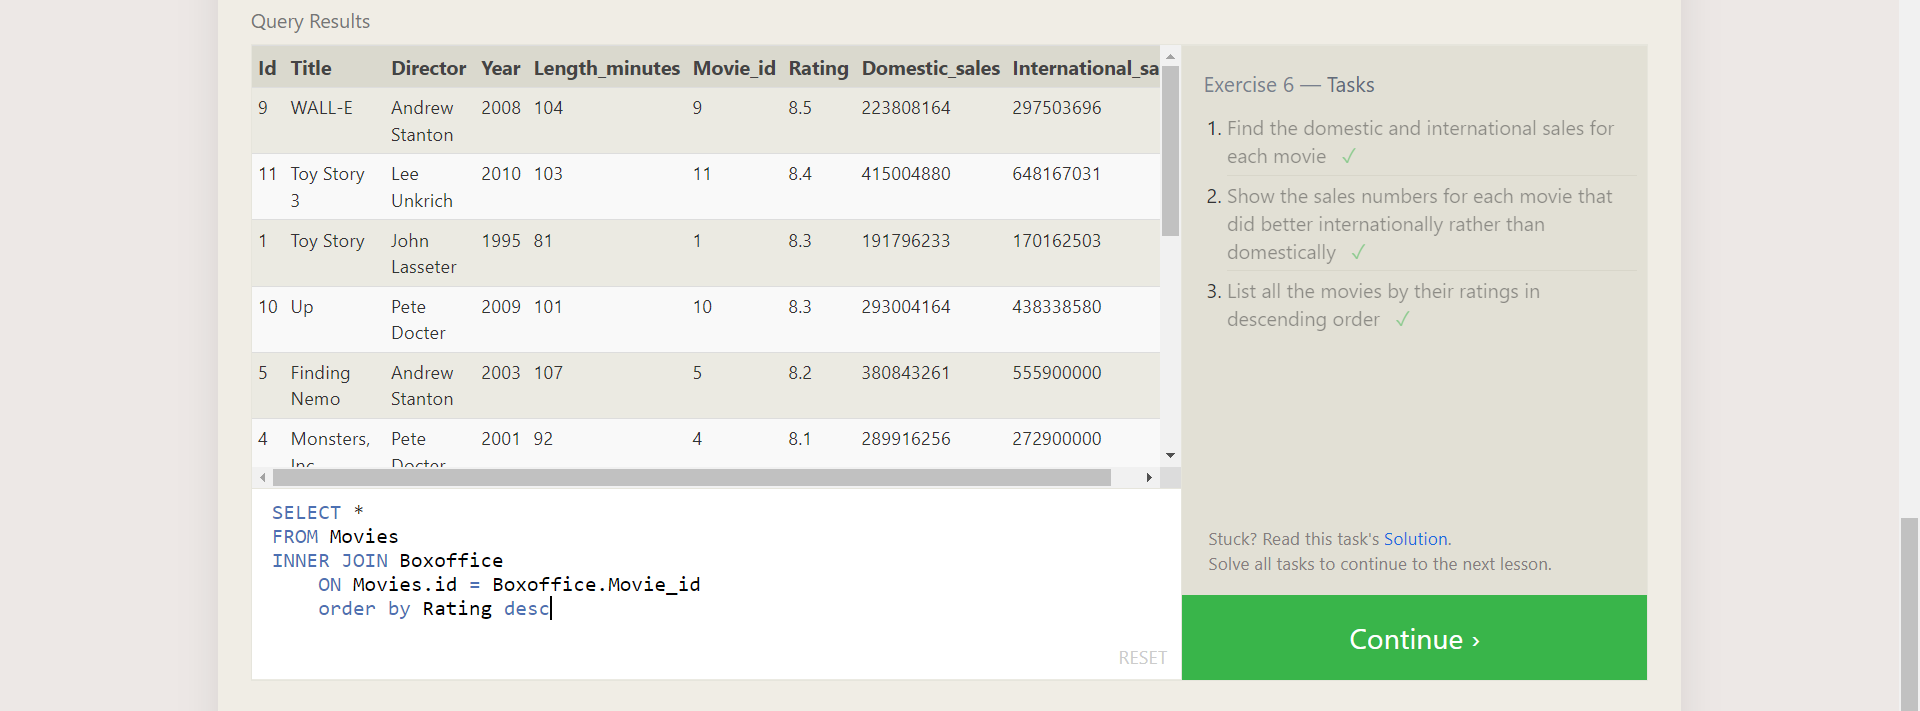 Query Results
Id Title Director Year Length_minutes Movie_id Rating Domestic_sales International_sa
9 WALL-E Andrew Stanton 2008 104 9 8.5 223808164 297503696
11 Toy Story 3 Lee Unkrich 2010 103 11 8.4 415004880 648167031
1 Toy Story John Lasseter 1995 81 1 8.3 191796233 170162503
10 Up Pete Docter 2009 101 10 8.3 293004164 438338580
5 Finding Nemo Andrew Stanton 2003 107 5 8.2 380843261 555900000
4 Monsters, Inc Pete Docter 2001 92 4 8.1 289916256 272900000
SELECT *
FROM Movies
INNER JOIN Boxoffice
ON Movies.id = Boxoffice.Movie_id
order by Rating desc
RESET
Exercise 6 — Tasks
1. Find the domestic and international sales for
each movie ✓
2. Show the sales numbers for each movie that
did better internationally rather than
domestically ✓
3. List all the movies by their ratings in
descending order ✓
Stuck? Read this task's Solution.
Solve all tasks to continue to the next lesson.
Continue ›